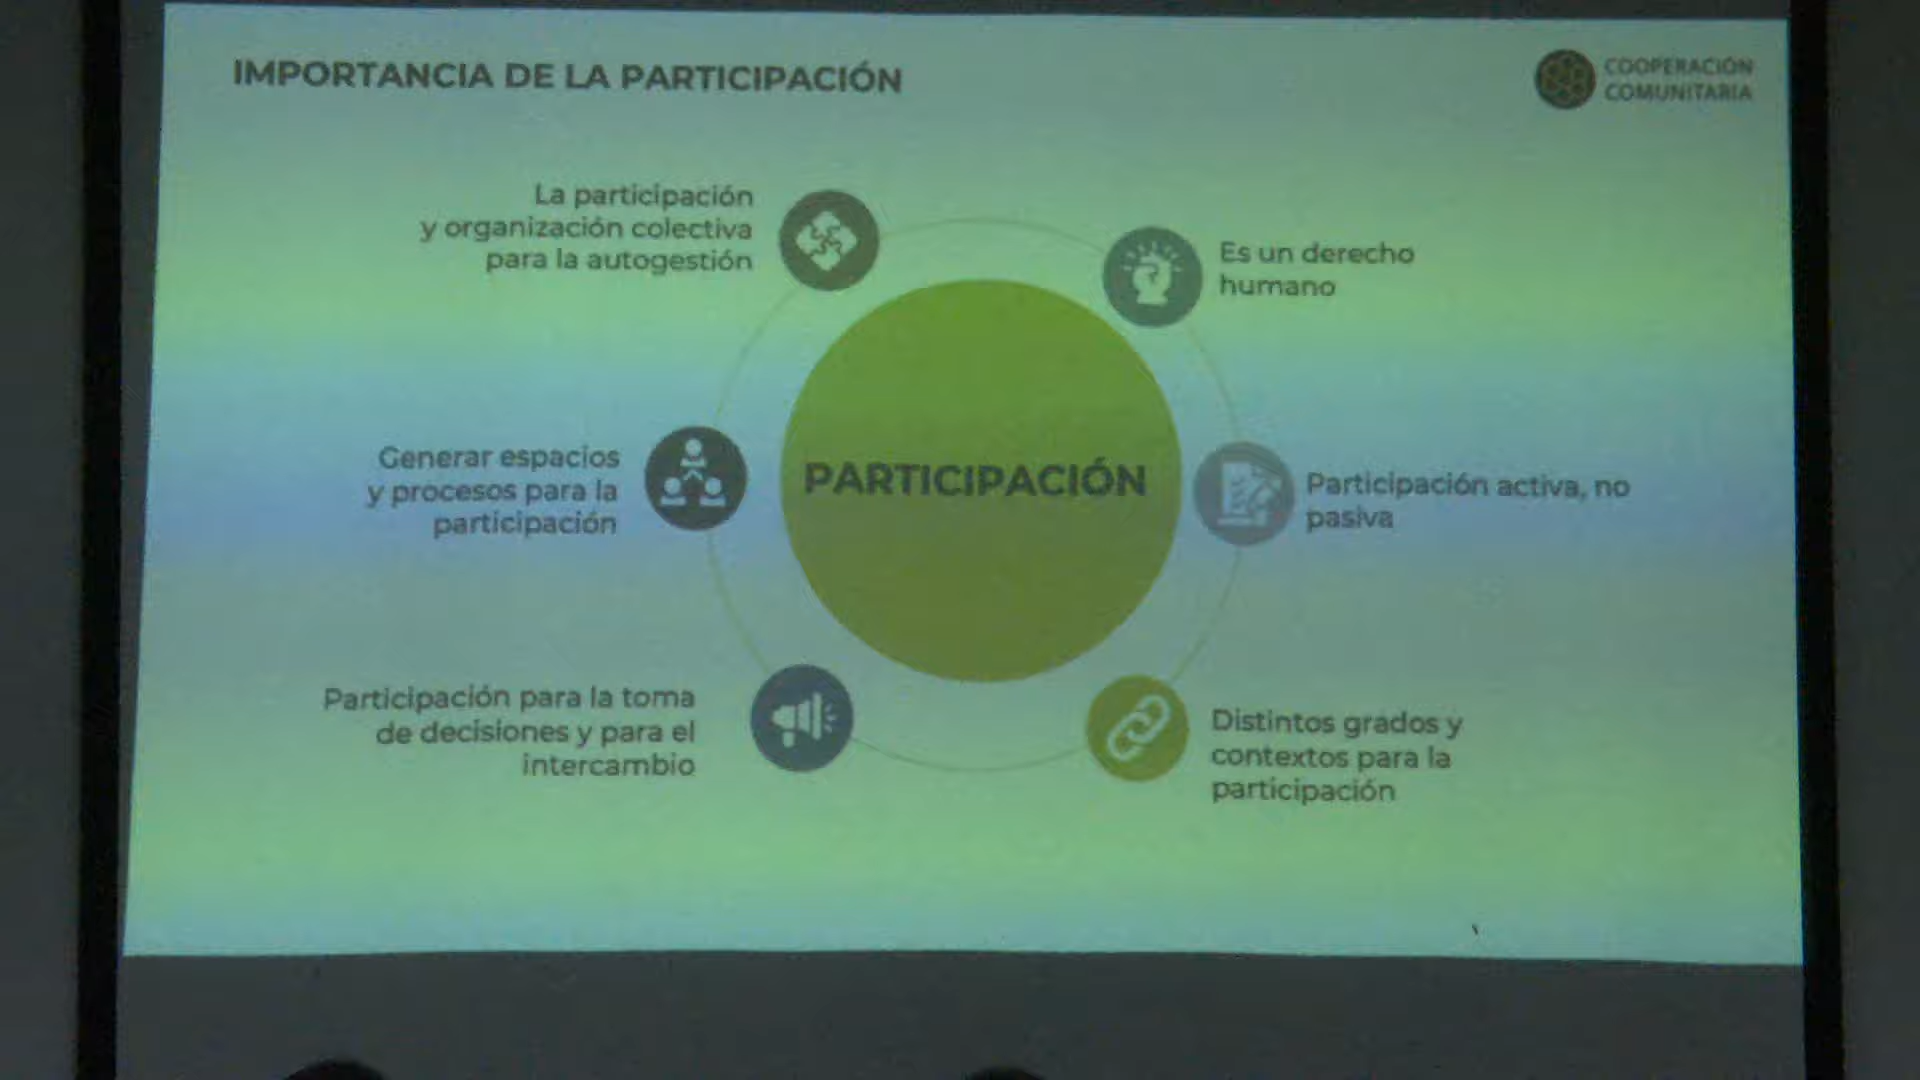 IMPORTANCIA DE LA PARTICIPACIÓN
COOPERACIÓN
COMUNITARIA
La participación
y organización colectiva
para la autogestión
Es un derecho
humano
Generar espacios
y procesos para la
participación
PARTICIPACIÓN
Participación activa, no
pasiva
Participación para la toma
de decisiones y para el
intercambio
Distintos grados y
contextos para la
participación